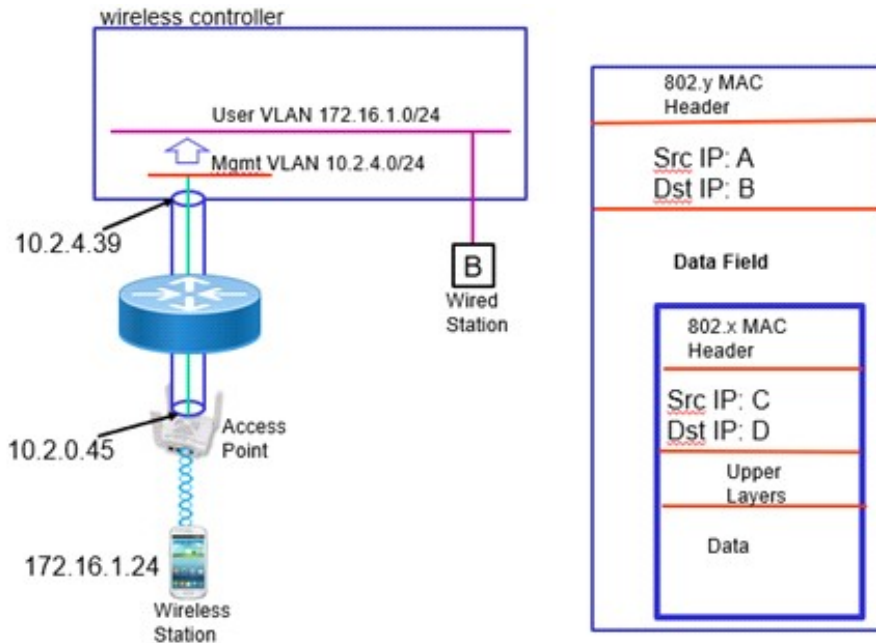 wireless controller
User VLAN 172.16.1.0/24
Mgmt VLAN 10.2.4.0/24
10.2.4.39
B
Wired
Station
10.2.0.45
Access
Point
172.16.1.24
Wireless
Station
802.y MAC
Header
Src IP: A
Dst IP: B
Data Field
802.x MAC
Header
Src IP: C
Dst IP: D
Upper
Layers
Data